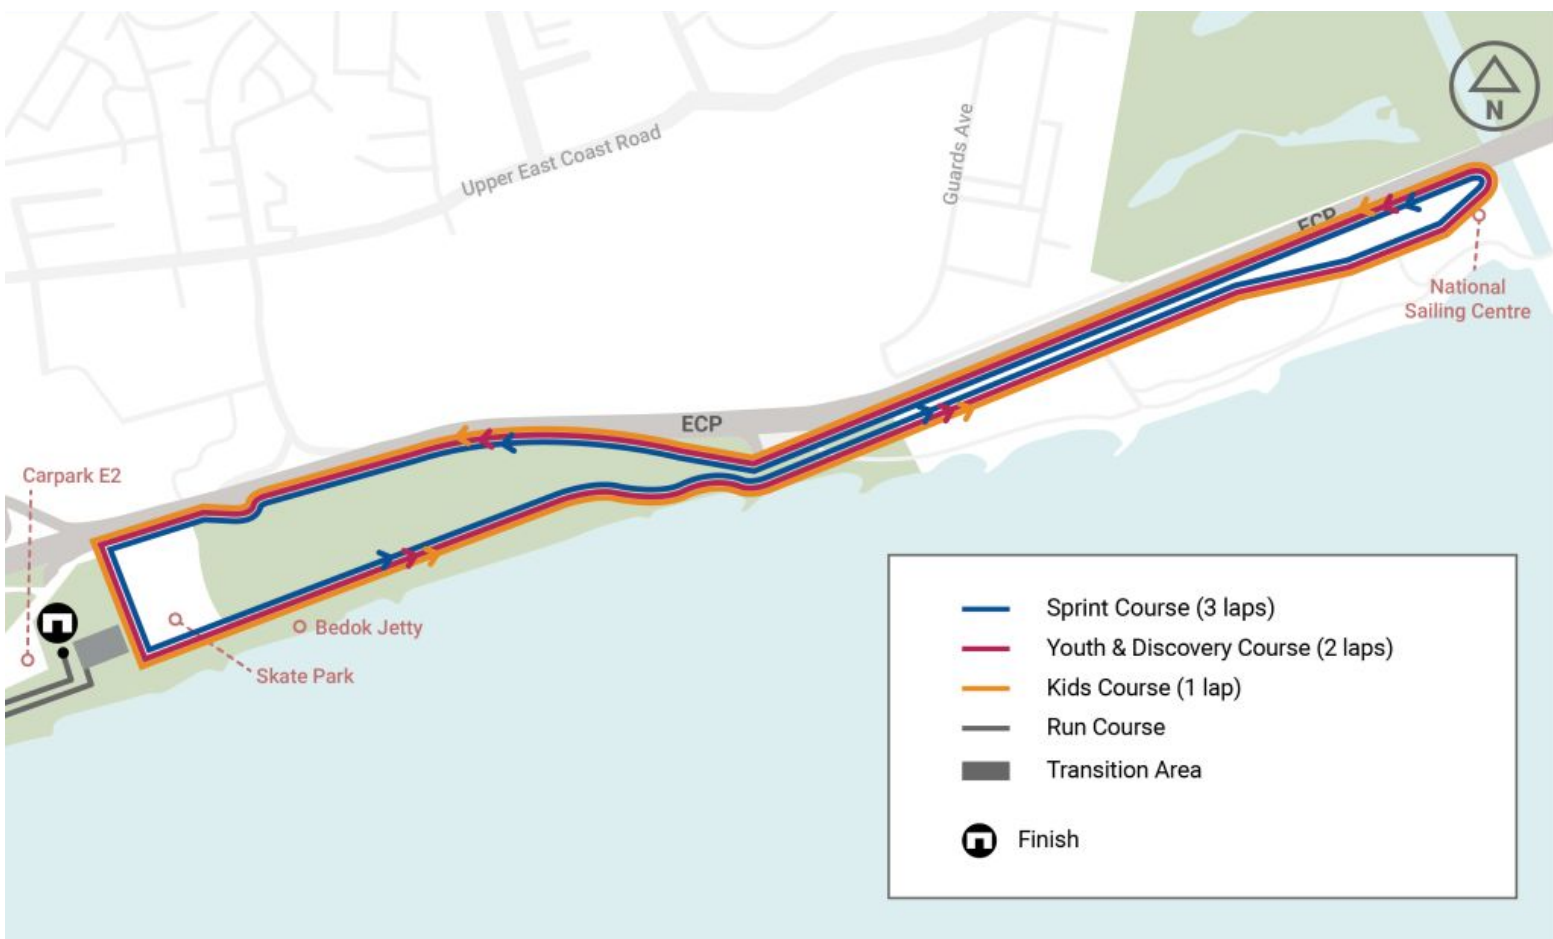 N
Upper East Coast Road
Guards Ave
ECP
National
Sailing Centre
ECP
Carpark E2
Bedok Jetty
Skate Park
Sprint Course (3 laps)
Youth & Discovery Course (2 laps)
Kids Course (1 lap)
Run Course
Transition Area
Finish